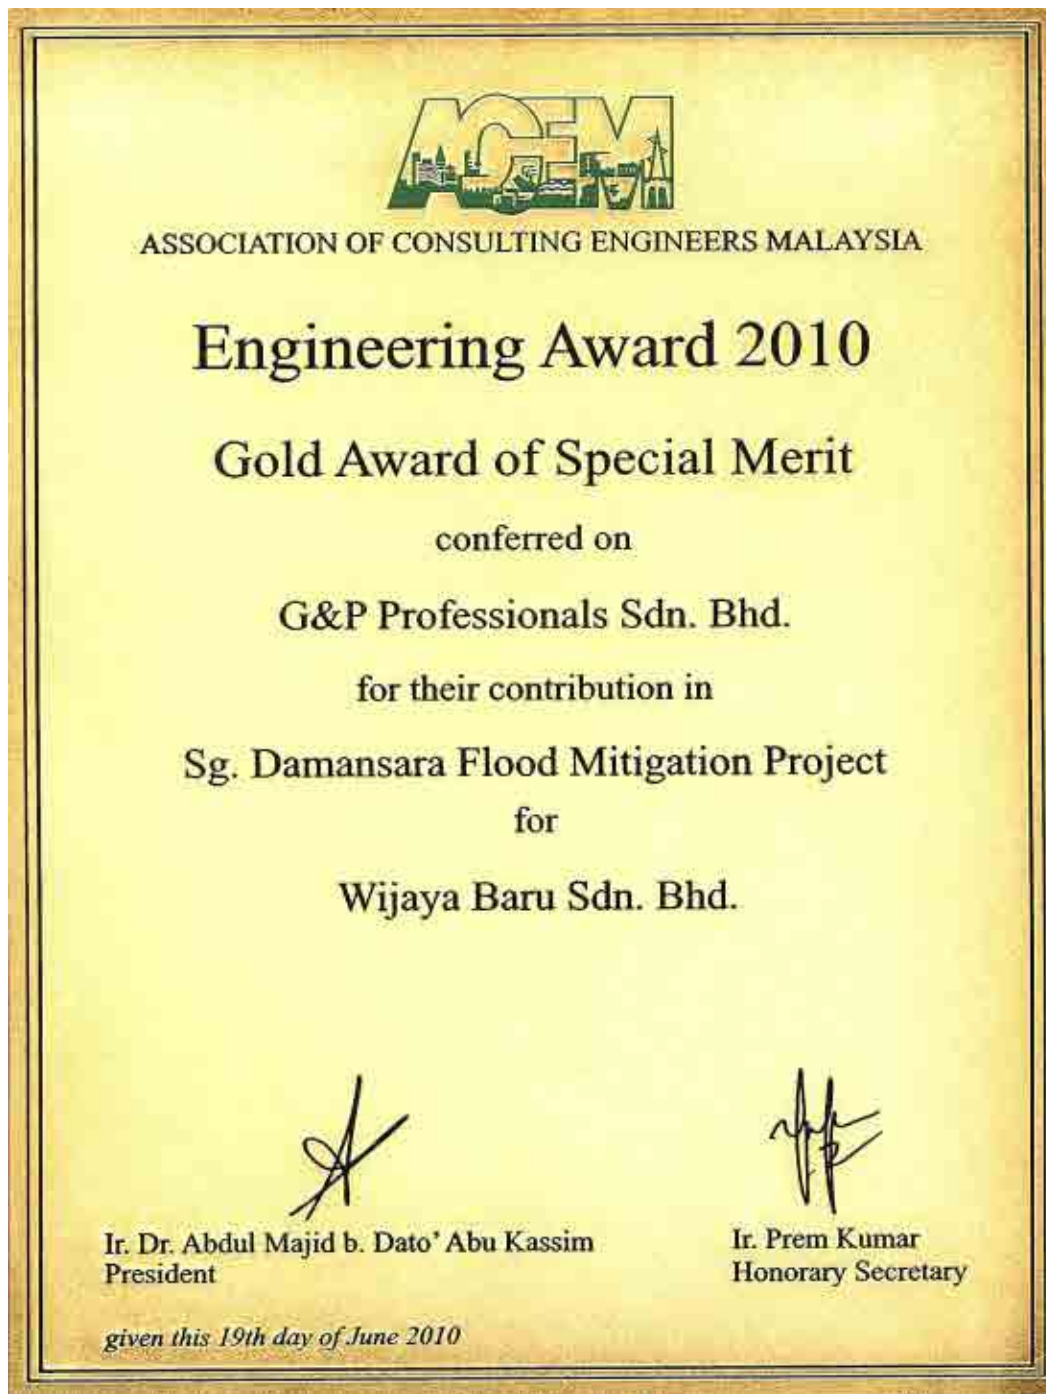 ACEM
ASSOCIATION OF CONSULTING ENGINEERS MALAYSIA
Engineering Award 2010
Gold Award of Special Merit
conferred on
G&P Professionals Sdn. Bhd.
for their contribution in
Sg. Damansara Flood Mitigation Project
for
Wijaya Baru Sdn. Bhd.
Ir. Dr. Abdul Majid b. Dato' Abu Kassim
President
Ir. Prem Kumar
Honorary Secretary
given this 19th day of June 2010